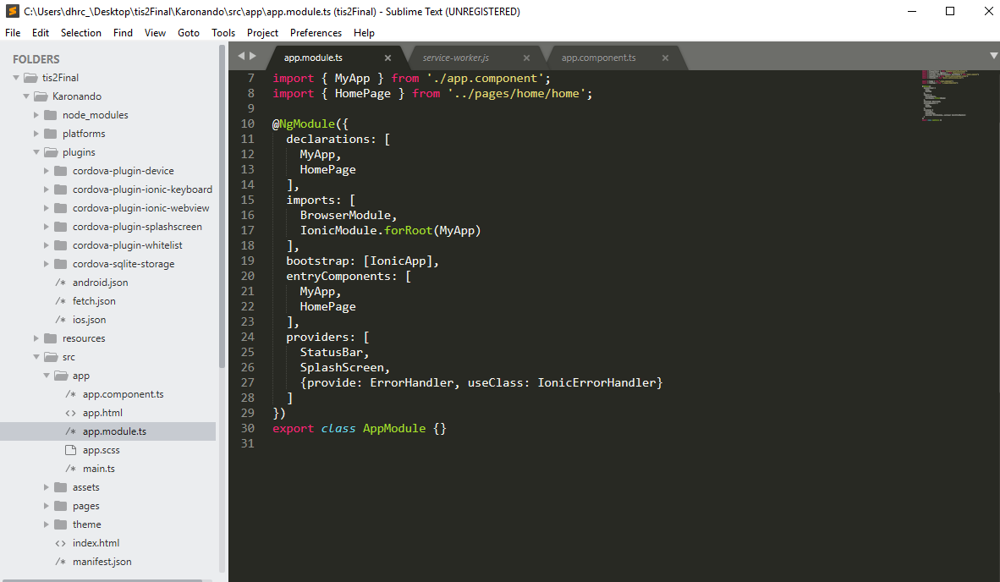 C:\Users\dhrc_\Desktop\tis2Final\Karonando\src\app\app.module.ts (tis2Final) - Sublime Text (UNREGISTERED)
File Edit Selection Find View Goto Tools Project Preferences Help
FOLDERS
tis2Final
Karonando
node_modules
platforms
plugins
cordova-plugin-device
cordova-plugin-ionic-keyboard
cordova-plugin-ionic-webview
cordova-plugin-splashscreen
cordova-plugin-whitelist
cordova-sqlite-storage
/* android.json
/* fetch.json
/* ios.json
resources
src
app
/* app.component.ts
<> app.html
/* app.module.ts
app.scss
/* main.ts
assets
pages
theme
<> index.html
/* manifest.json
app.module.ts service-worker.js app.component.ts
7 import { MyApp } from './app.component';
8 import { HomePage } from '../pages/home/home';
9
10 @NgModule({
11   declarations: [
12     MyApp,
13     HomePage
14   ],
15   imports: [
16     BrowserModule,
17     IonicModule.forRoot(MyApp)
18   ],
19   bootstrap: [IonicApp],
20   entryComponents: [
21     MyApp,
22     HomePage
23   ],
24   providers: [
25     StatusBar,
26     SplashScreen,
27     {provide: ErrorHandler, useClass: IonicErrorHandler}
28   ]
29 })
30 export class AppModule {}
31